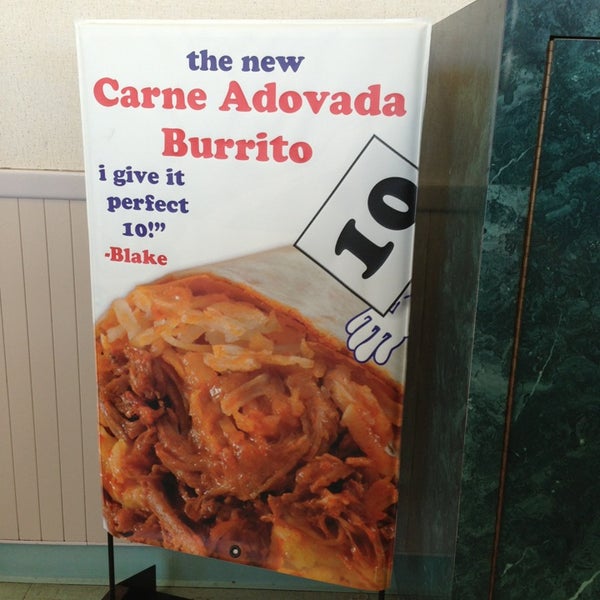 the new
Carne Adovada
Burrito
i give it
perfect
10!”
-Blake
10